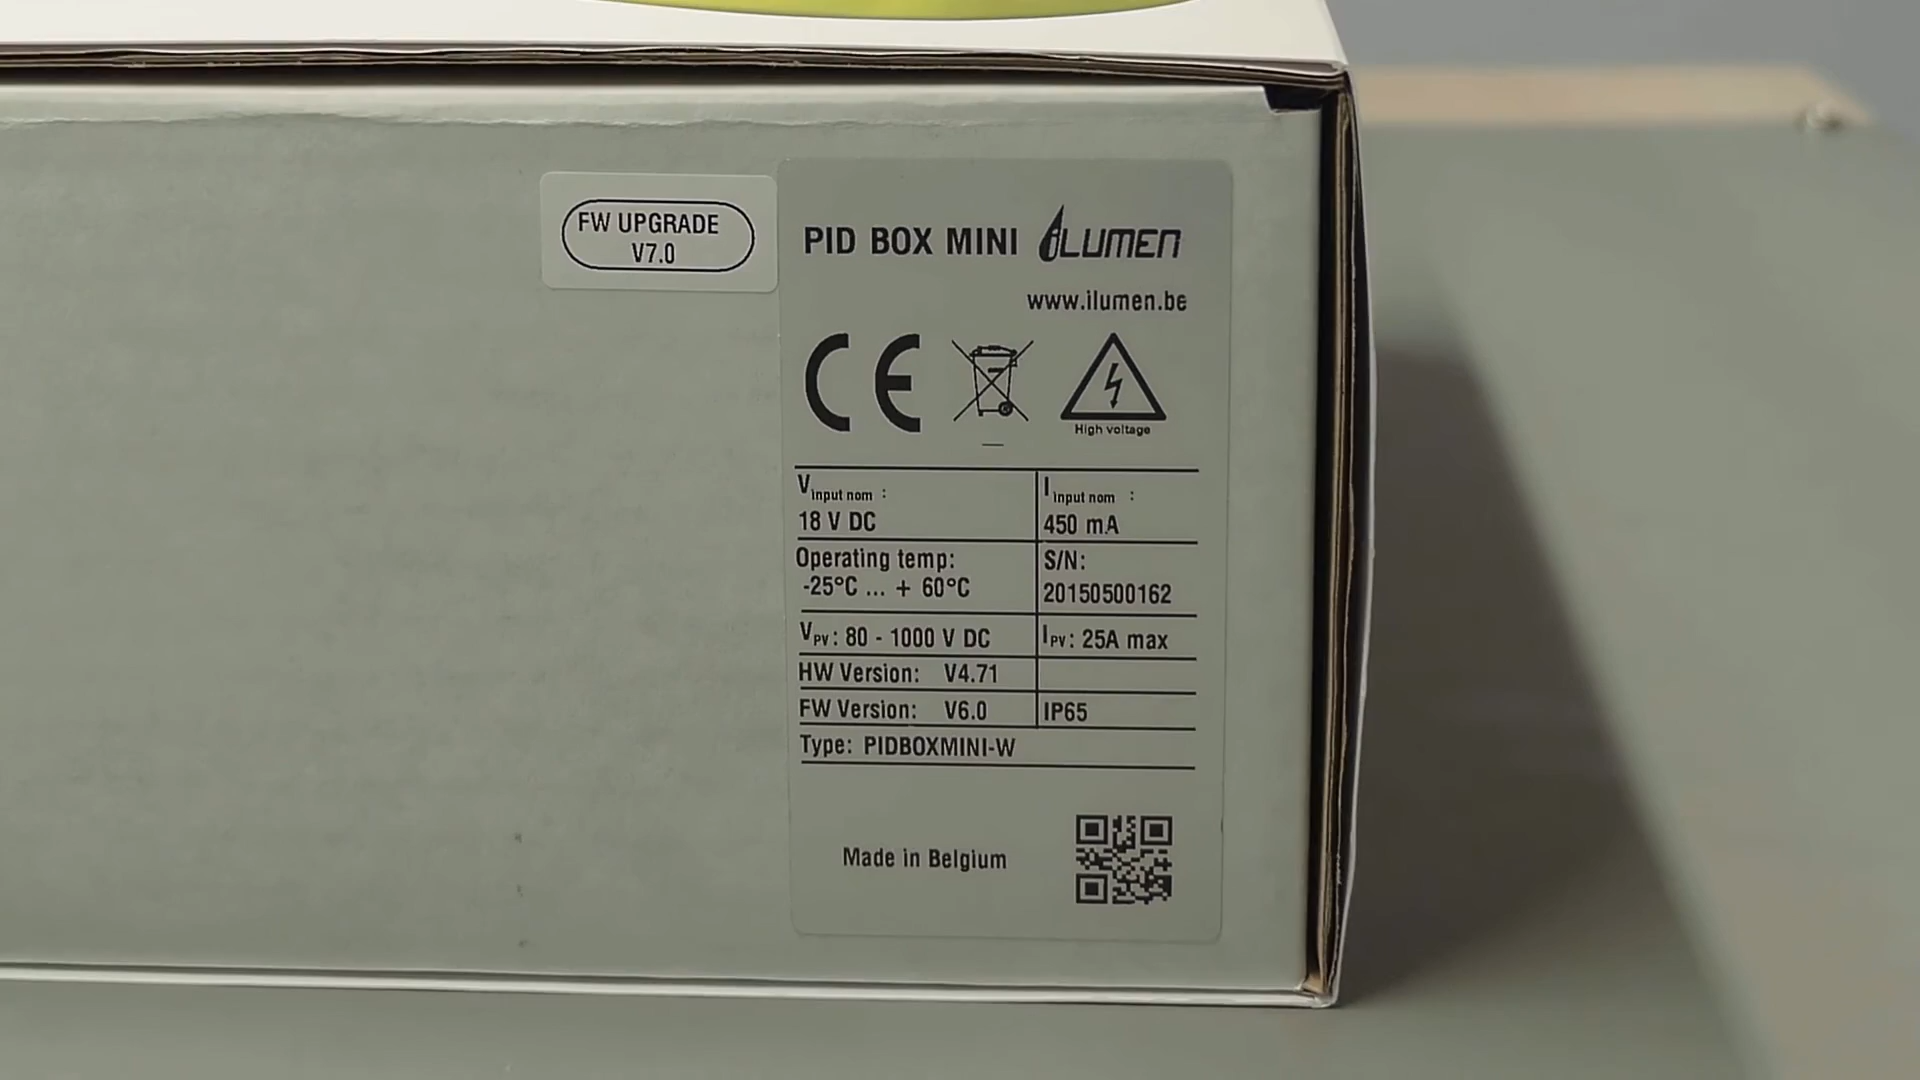 FW UPGRADE
V7.0
PID BOX MINI iLUMEN
www.ilumen.be
CE
High voltage
V input nom :
18 V DC
I input nom :
450 mA
Operating temp:
-25°C ... + 60°C
S/N:
20150500162
VPV : 80 - 1000 V DC
IPV : 25A max
HW Version: V4.71
FW Version: V6.0
IP65
Type: PIDBOXMINI-W
Made in Belgium